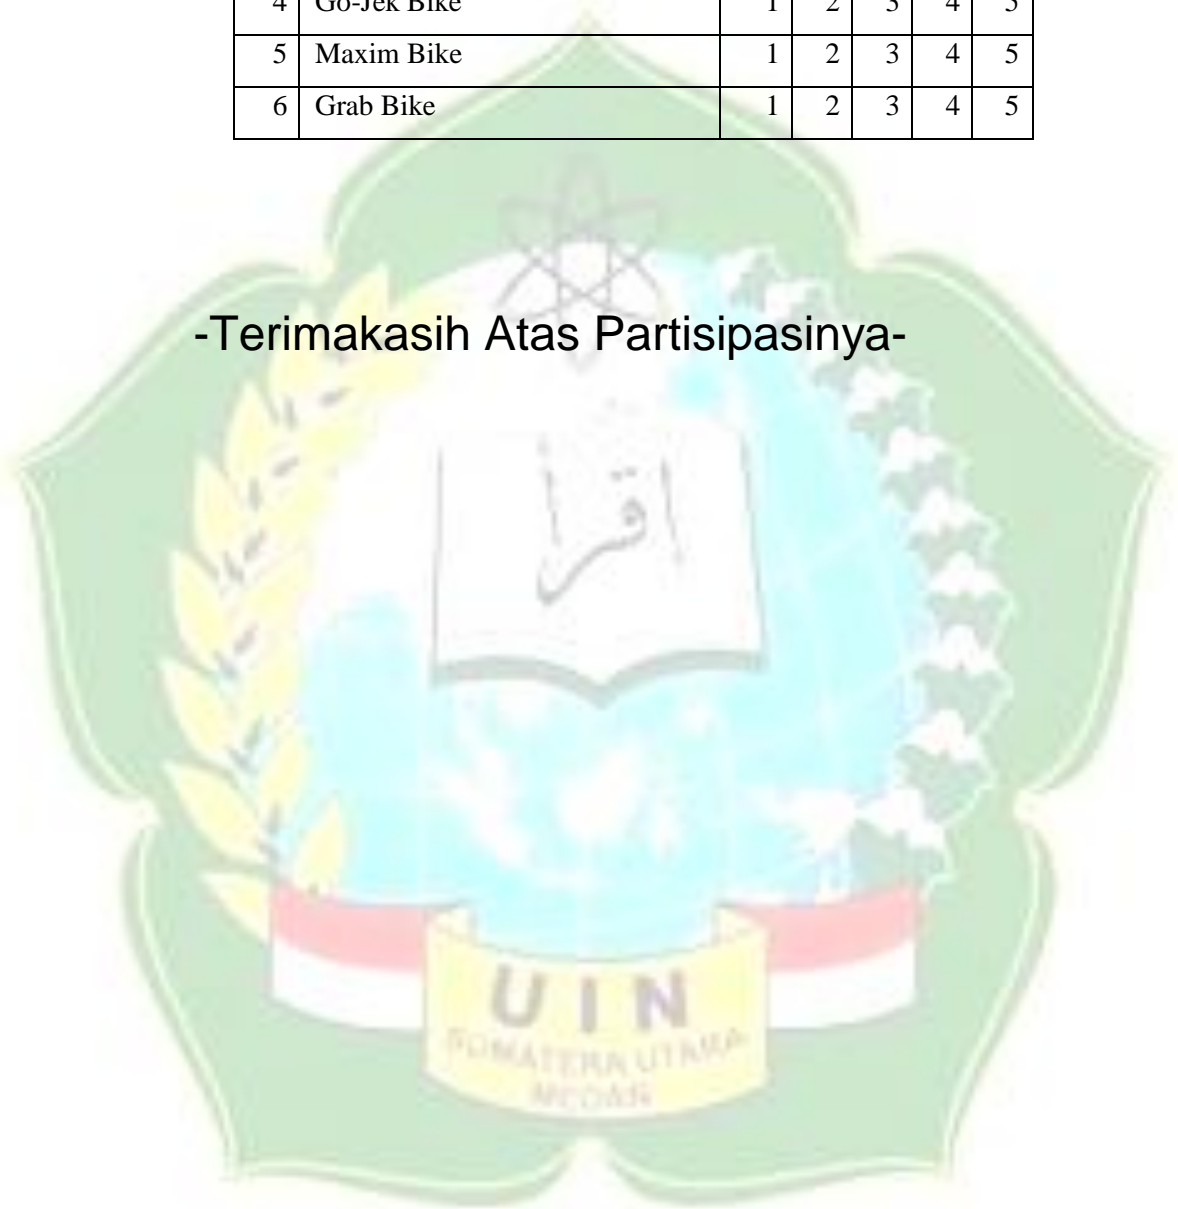 4 Go-Jek Bike 1 2 3 4 5
5 Maxim Bike 1 2 3 4 5
6 Grab Bike 1 2 3 4 5
-Terimakasih Atas Partisipasinya-
اقرأ
UIN
SUMATERA UTARA
MEDAN